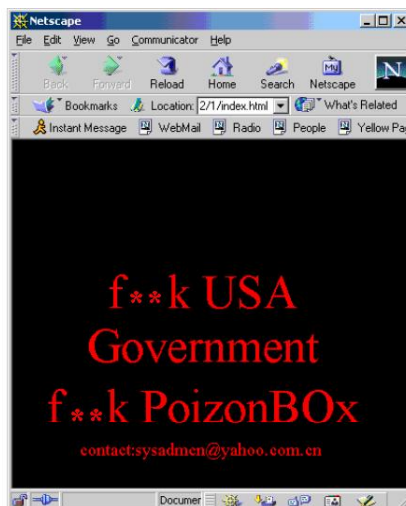 Netscape
File Edit View Go Communicator Help
Back Forward Reload Home Search Netscape
Bookmarks Location: 2/1/index.html What's Related
Instant Message WebMail Radio People Yellow Pa
f**k USA
Government
f**k PoizonBOx
contact:sysadmcn@yahoo.com.cn
Documer